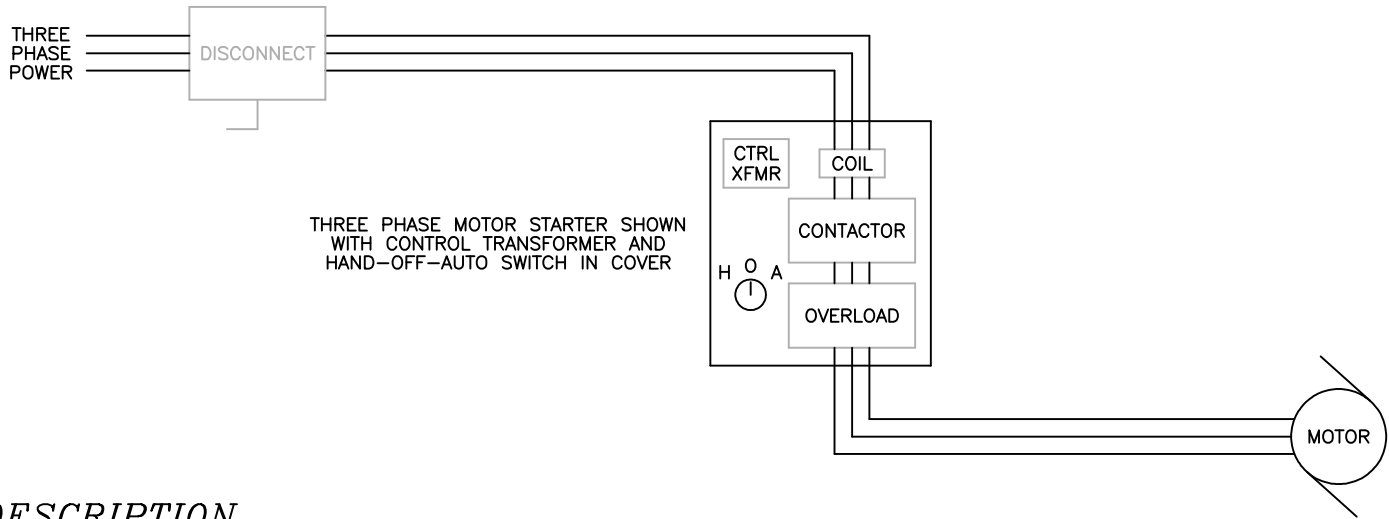 THREE
PHASE
POWER
DISCONNECT
CTRL
XFMR
COIL
THREE PHASE MOTOR STARTER SHOWN
WITH CONTROL TRANSFORMER AND
HAND-OFF-AUTO SWITCH IN COVER
CONTACTOR
H O A
OVERLOAD
MOTOR
DESCRIPTION